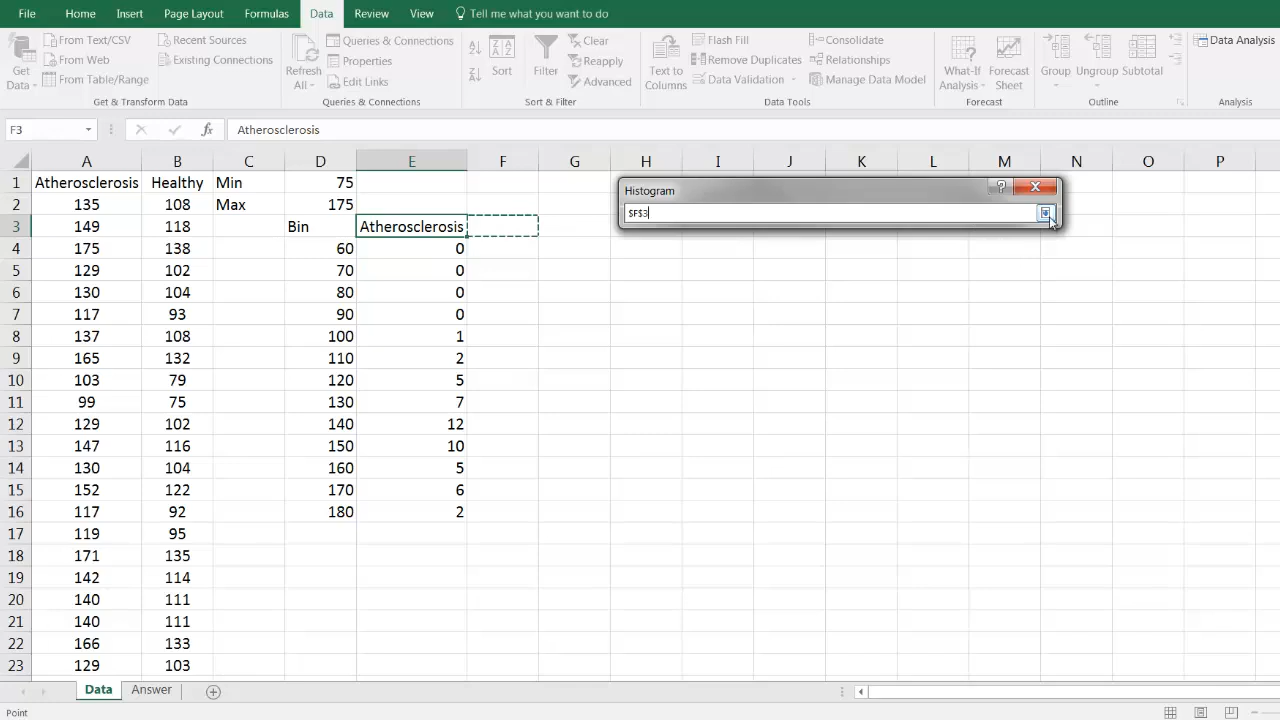 File Home Insert Page Layout Formulas Data Review View Tell me what you want to do
From Text/CSV Recent Sources Queries & Connections Clear Flash Fill Consolidate Data Analysis
From Web Existing Connections Properties Reapply Remove Duplicates Relationships
From Table/Range Edit Links Advanced Data Validation Manage Data Model
Get Data Refresh All Sort Filter Text to Columns What-If Analysis Forecast Sheet Group Ungroup Subtotal
Get & Transform Data Queries & Connections Sort & Filter Data Tools Forecast Outline Analysis
F3 fx Atherosclerosis
A B C D E F G H I J K L M N O P
1 Atherosclerosis Healthy Min 75
Histogram
2 135 108 Max 175
$F$3
3 149 118 Bin Atherosclerosis
4 175 138 60 0
5 129 102 70 0
6 130 104 80 0
7 117 93 90 0
8 137 108 100 1
9 165 132 110 2
10 103 79 120 5
11 99 75 130 7
12 129 102 140 12
13 147 116 150 10
14 130 104 160 5
15 152 122 170 6
16 117 92 180 2
17 119 95
18 171 135
19 142 114
20 140 111
21 140 111
22 166 133
23 129 103
Data Answer
Point